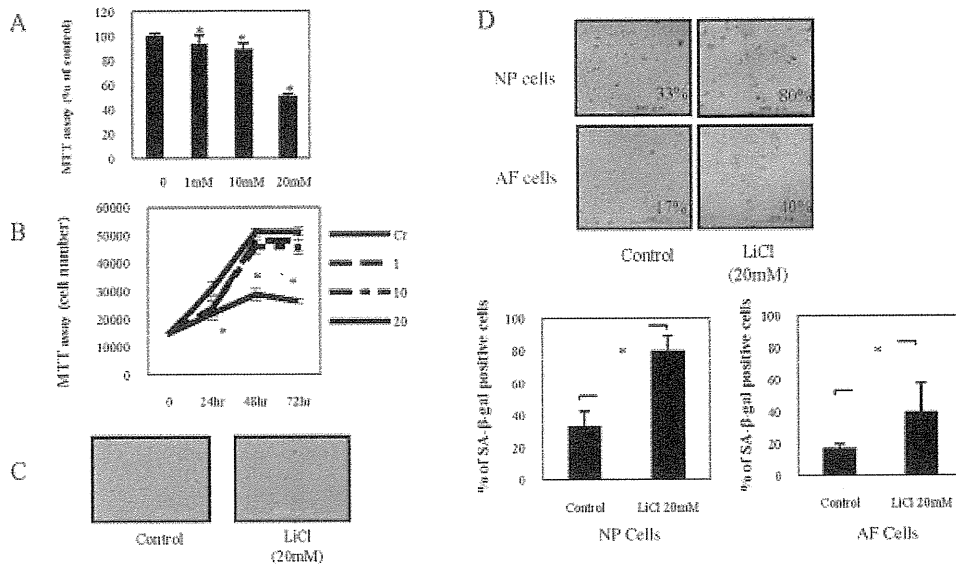 A
MTT assay (% of control)
120
100
80
60
40
20
0
*
*
*
0 1mM 10mM 20mM
B
MTT assay (cell number)
60000
50000
40000
30000
20000
10000
0
*
*
*
0 24hr 48hr 72hr
Cr
1
10
20
C
Control
LiCl
(20mM)
D
NP cells
33%
80%
AF cells
17%
40%
Control
LiCl
(20mM)
% of SA-β-gal positive cells
100
80
60
40
20
0
*
Control LiCl 20mM
NP Cells
% of SA-β-gal positive cells
100
80
60
40
20
0
*
Control LiCl 20mM
AF Cells